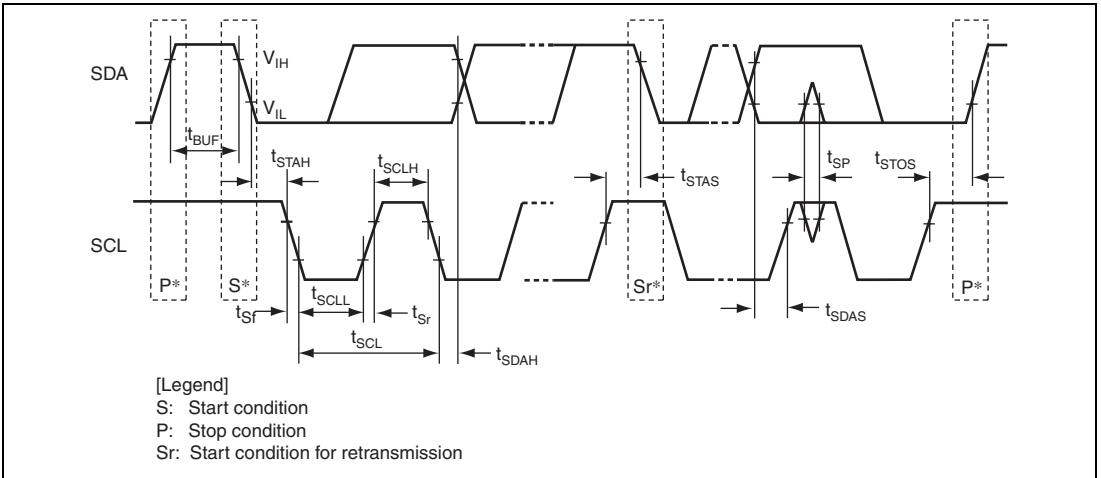 SDA
V_IH
V_IL
t_BUF
t_STAH
t_SCLH
t_STAS
t_SP
t_STOS
SCL
P*
S*
Sr*
P*
t_Sf
t_SCLL
t_Sr
t_SCL
t_SDAH
t_SDAS
[Legend]
S: Start condition
P: Stop condition
Sr: Start condition for retransmission